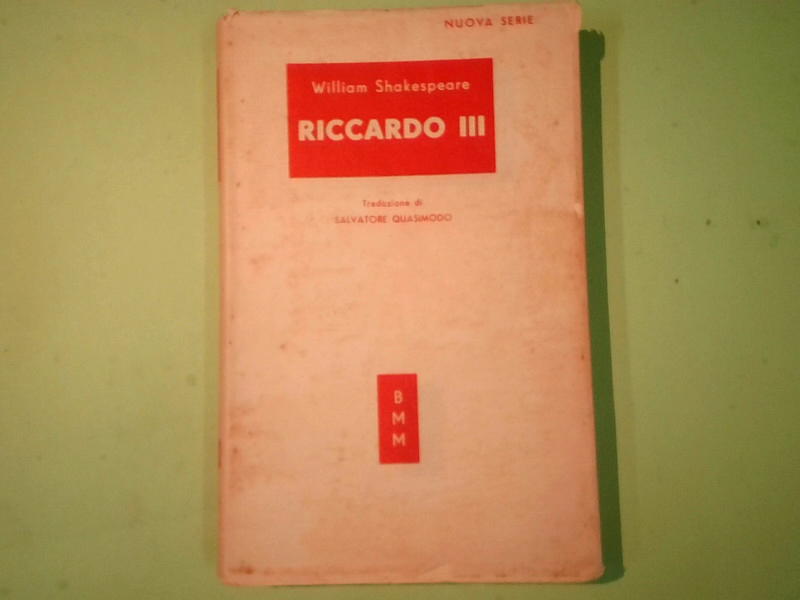 NUOVA SERIE
William Shakespeare
RICCARDO III
Traduzione di
SALVATORE QUASIMODO
B
M
M